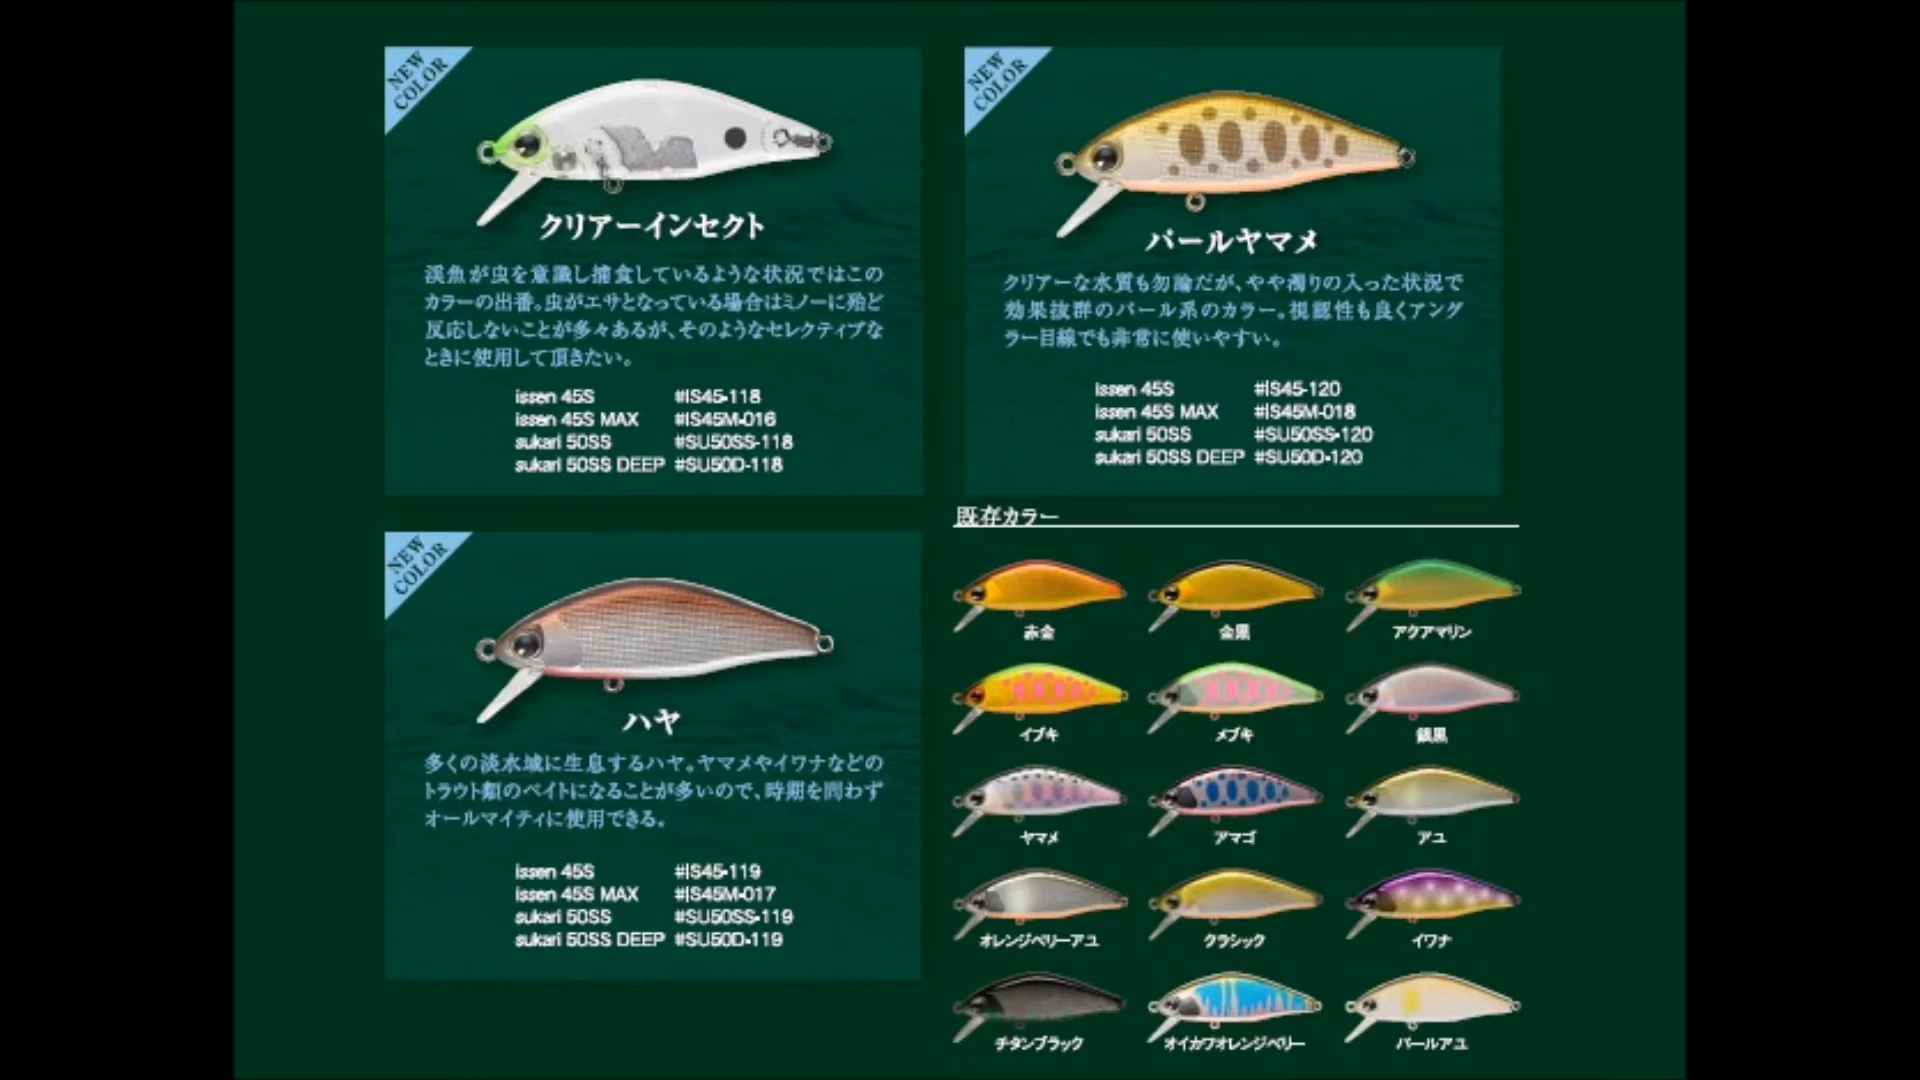 NEW
COLOR
クリアーインセクト
渓魚が虫を意識し捕食しているような状況ではこの
カラーの出番。虫がエサとなっている場合はミノーに殆ど
反応しないことが多々あるが、そのようなセレクティブな
ときに使用して頂きたい。
issen 45S #IS45-118
issen 45S MAX #IS45M-016
sukari 50SS #SU50SS-118
sukari 50SS DEEP #SU50D-118
NEW
COLOR
パールヤマメ
クリアーな水質も勿論だが、やや濁りの入った状況で
効果抜群のパール系のカラー。視認性も良くアング
ラー目線でも非常に使いやすい。
issen 45S #IS45-120
issen 45S MAX #IS45M-018
sukari 50SS #SU50SS-120
sukari 50SS DEEP #SU50D-120
NEW
COLOR
ハヤ
多くの淡水域に生息するハヤ。ヤマメやイワナなどの
トラウト類のベイトになることが多いので、時期を問わず
オールマイティに使用できる。
issen 45S #IS45-119
issen 45S MAX #IS45M-017
sukari 50SS #SU50SS-119
sukari 50SS DEEP #SU50D-119
既存カラー
赤金
金黒
アクアマリン
イブキ
メブキ
銀黒
ヤマメ
アマゴ
アユ
オレンジベリーアユ
クラシック
イワナ
チタンブラック
オイカワオレンジベリー
パールアユ